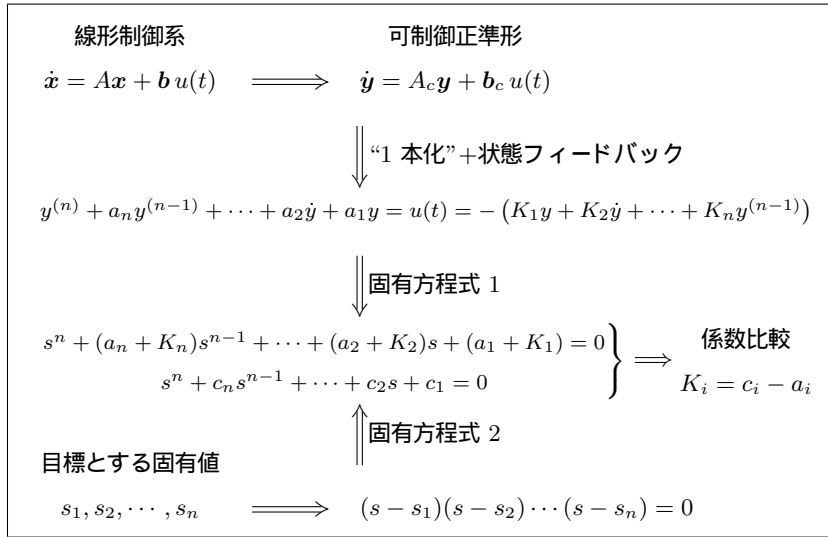 線形制御系 可制御正準形
ẋ = Ax + b u(t) ⟹ ẏ = A_c y + b_c u(t)
“1 本化”+状態フィードバック
y^{(n)} + a_n y^{(n−1)} + ⋯ + a_2 ẏ + a_1 y = u(t) = −(K_1 y + K_2 ẏ + ⋯ + K_n y^{(n−1)})
固有方程式 1
s^n + (a_n + K_n)s^{n−1} + ⋯ + (a_2 + K_2)s + (a_1 + K_1) = 0
s^n + c_n s^{n−1} + ⋯ + c_2 s + c_1 = 0
⟹ 係数比較
K_i = c_i − a_i
固有方程式 2
目標とする固有値
s_1, s_2, ⋯ , s_n ⟹ (s − s_1)(s − s_2) ⋯ (s − s_n) = 0